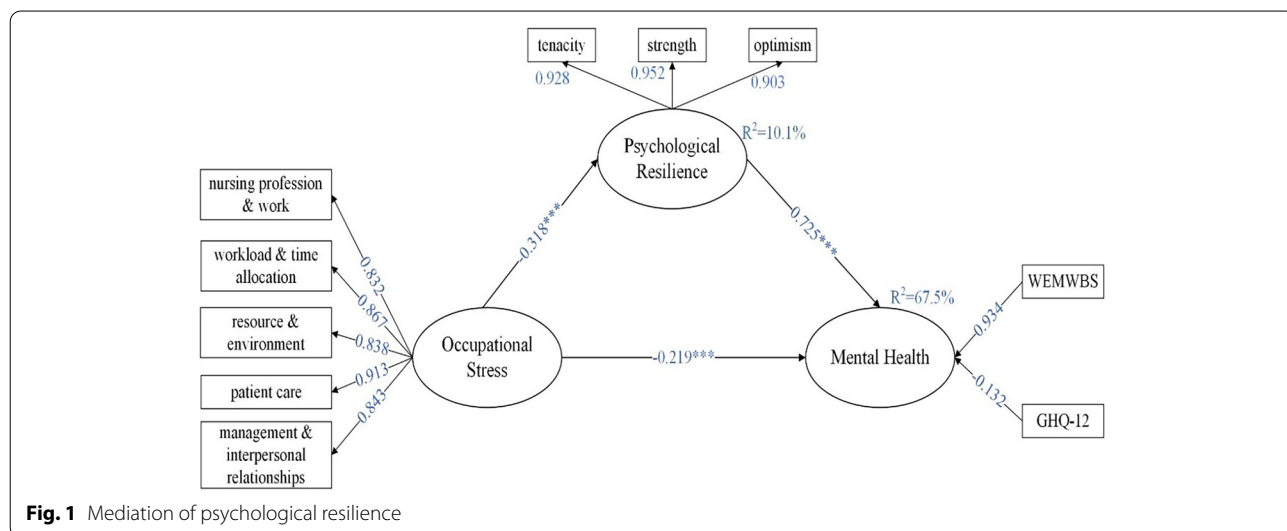 tenacity
strength
optimism
0.928
0.952
0.903
Psychological
Resilience
R²=10.1%
nursing profession
& work
workload & time
allocation
resource &
environment
patient care
management &
interpersonal
relationships
0.832
0.867
0.838
0.913
0.843
Occupational
Stress
-0.318***
0.725***
-0.219***
R²=67.5%
Mental Health
WEMWBS
0.934
-0.132
GHQ-12
Fig. 1 Mediation of psychological resilience